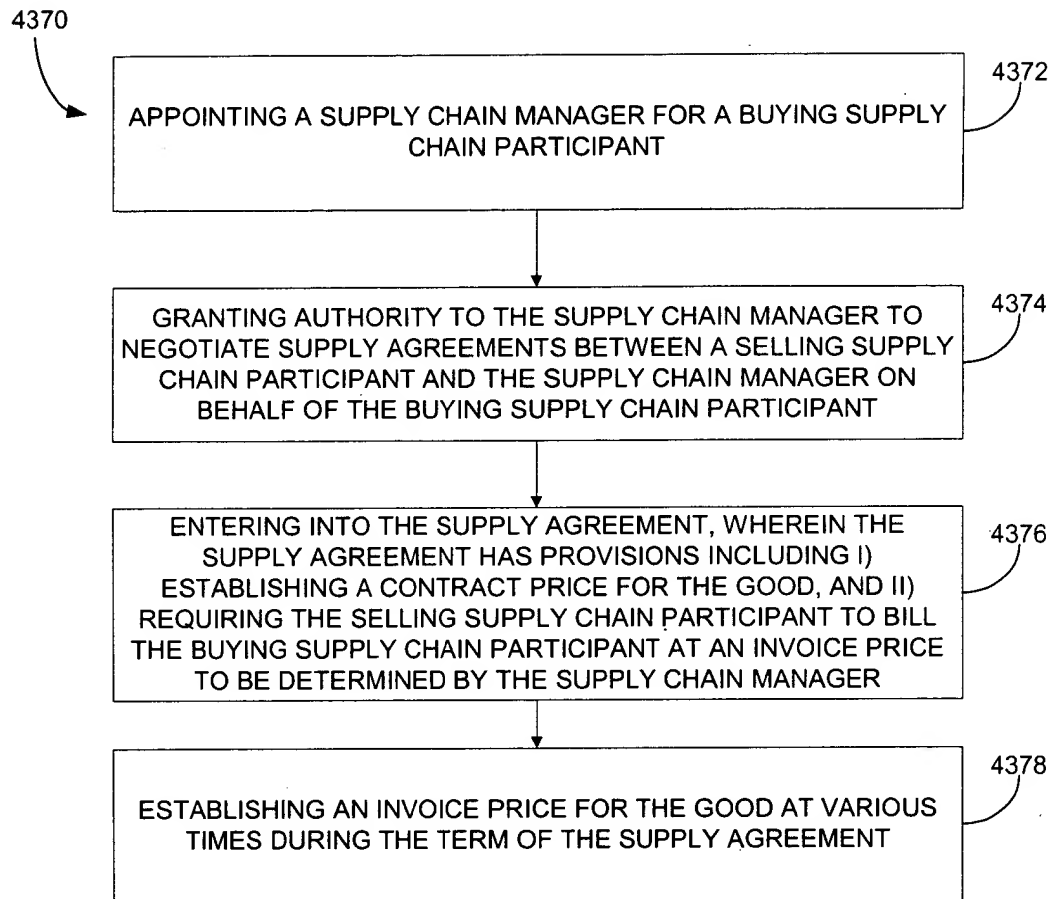 4370
4372
APPOINTING A SUPPLY CHAIN MANAGER FOR A BUYING SUPPLY
CHAIN PARTICIPANT
4374
GRANTING AUTHORITY TO THE SUPPLY CHAIN MANAGER TO
NEGOTIATE SUPPLY AGREEMENTS BETWEEN A SELLING SUPPLY
CHAIN PARTICIPANT AND THE SUPPLY CHAIN MANAGER ON
BEHALF OF THE BUYING SUPPLY CHAIN PARTICIPANT
4376
ENTERING INTO THE SUPPLY AGREEMENT, WHEREIN THE
SUPPLY AGREEMENT HAS PROVISIONS INCLUDING I)
ESTABLISHING A CONTRACT PRICE FOR THE GOOD, AND II)
REQUIRING THE SELLING SUPPLY CHAIN PARTICIPANT TO BILL
THE BUYING SUPPLY CHAIN PARTICIPANT AT AN INVOICE PRICE
TO BE DETERMINED BY THE SUPPLY CHAIN MANAGER
4378
ESTABLISHING AN INVOICE PRICE FOR THE GOOD AT VARIOUS
TIMES DURING THE TERM OF THE SUPPLY AGREEMENT